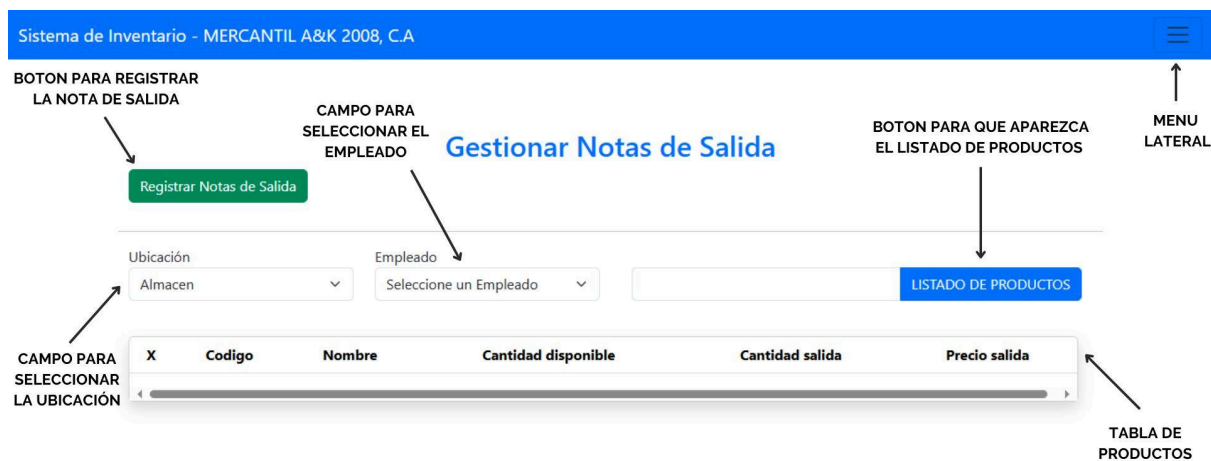 Sistema de Inventario - MERCANTIL A&K 2008, C.A
BOTON PARA REGISTRAR
LA NOTA DE SALIDA
CAMPO PARA
SELECCIONAR EL
EMPLEADO
Gestionar Notas de Salida
BOTON PARA QUE APAREZCA
EL LISTADO DE PRODUCTOS
MENU
LATERAL
Registrar Notas de Salida
Ubicación
Empleado
Almacen
Seleccione un Empleado
LISTADO DE PRODUCTOS
CAMPO PARA
SELECCIONAR
LA UBICACIÓN
X Codigo Nombre Cantidad disponible Cantidad salida Precio salida
TABLA DE
PRODUCTOS